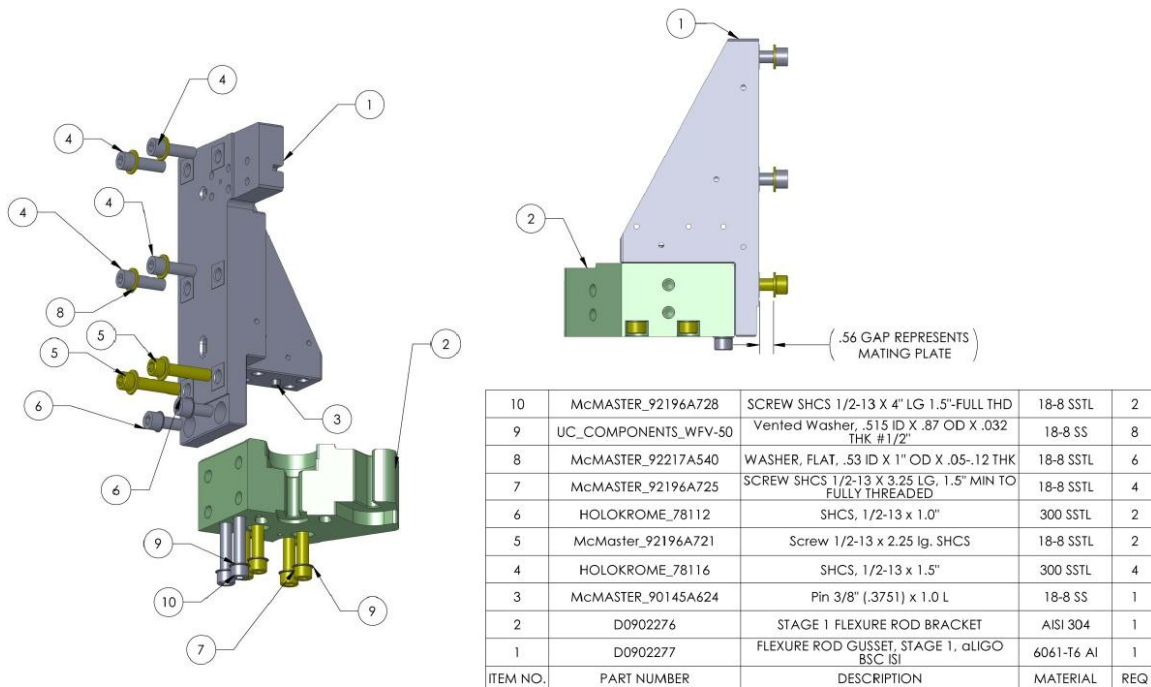 4
1
4
1
4
4
2
8
5
5
2
( .56 GAP REPRESENTS
MATING PLATE )
6
3
6
9
10
9
7
10 McMASTER_92196A728 SCREW SHCS 1/2-13 X 4" LG 1.5"-FULL THD 18-8 SSTL 2
9 UC_COMPONENTS_WFV-50 Vented Washer, .515 ID X .87 OD X .032 THK #1/2" 18-8 SS 8
8 McMASTER_92217A540 WASHER, FLAT, .53 ID X 1" OD X .05-.12 THK 18-8 SSTL 6
7 McMASTER_92196A725 SCREW SHCS 1/2-13 X 3.25 LG, 1.5" MIN TO FULLY THREADED 18-8 SSTL 4
6 HOLOKROME_78112 SHCS, 1/2-13 x 1.0" 300 SSTL 2
5 McMaster_92196A721 Screw 1/2-13 x 2.25 lg. SHCS 18-8 SSTL 2
4 HOLOKROME_78116 SHCS, 1/2-13 x 1.5" 300 SSTL 4
3 McMASTER_90145A624 Pin 3/8" (.3751) x 1.0 L 18-8 SS 1
2 D0902276 STAGE 1 FLEXURE ROD BRACKET AISI 304 1
1 D0902277 FLEXURE ROD GUSSET, STAGE 1, aLIGO BSC ISI 6061-T6 Al 1
ITEM NO. PART NUMBER DESCRIPTION MATERIAL REQ